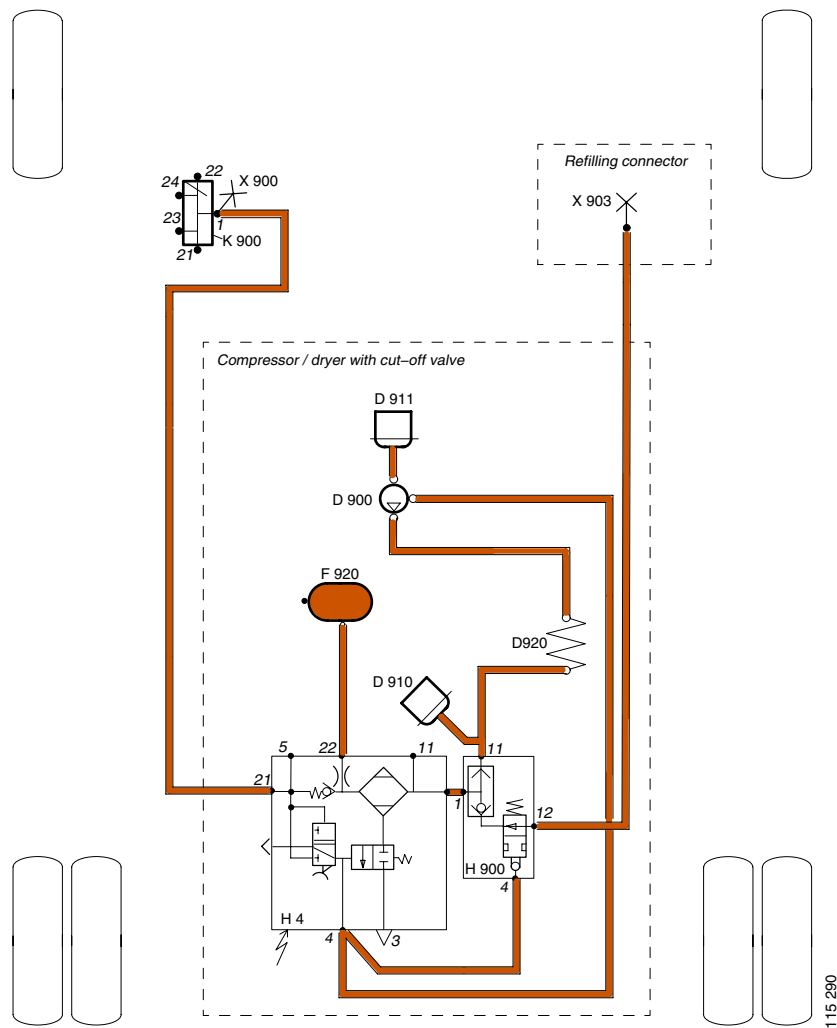 Refilling connector
X 903
22
24
X 900
23
1
K 900
21
Compressor / dryer with cut-off valve
D 911
D 900
F 920
D920
D 910
5
22
11
11
21
1
12
H 900
4
H 4
4
3
115 290